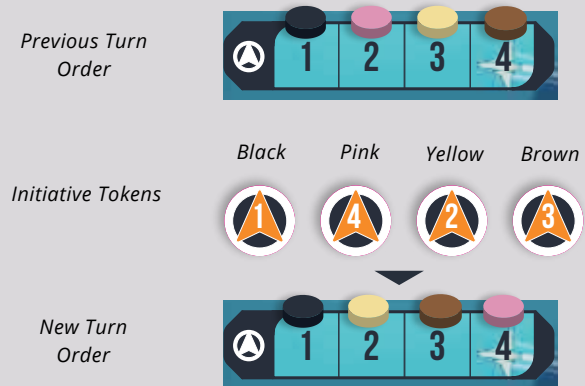 Previous Turn
Order
1 2 3 4
Black Pink Yellow Brown
Initiative Tokens
1 4 2 3
New Turn
Order
1 2 3 4